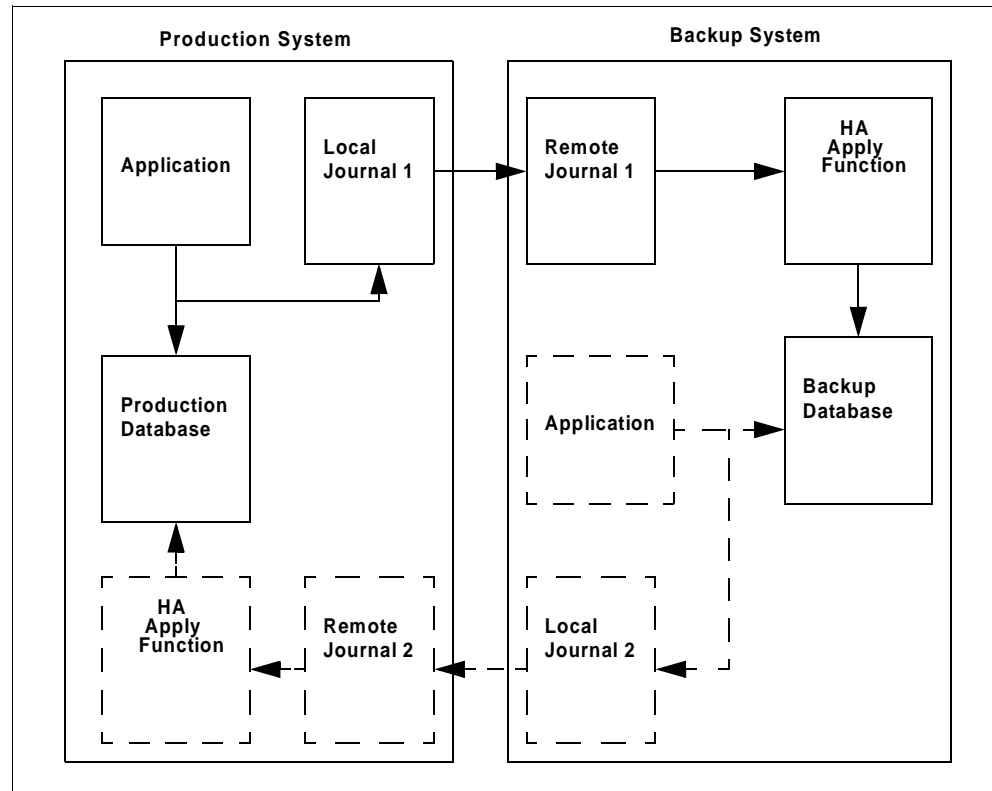 Production System
Backup System
Application
Local
Journal 1
Remote
Journal 1
HA
Apply
Function
Production
Database
Application
Backup
Database
HA
Apply
Function
Remote
Journal 2
Local
Journal 2